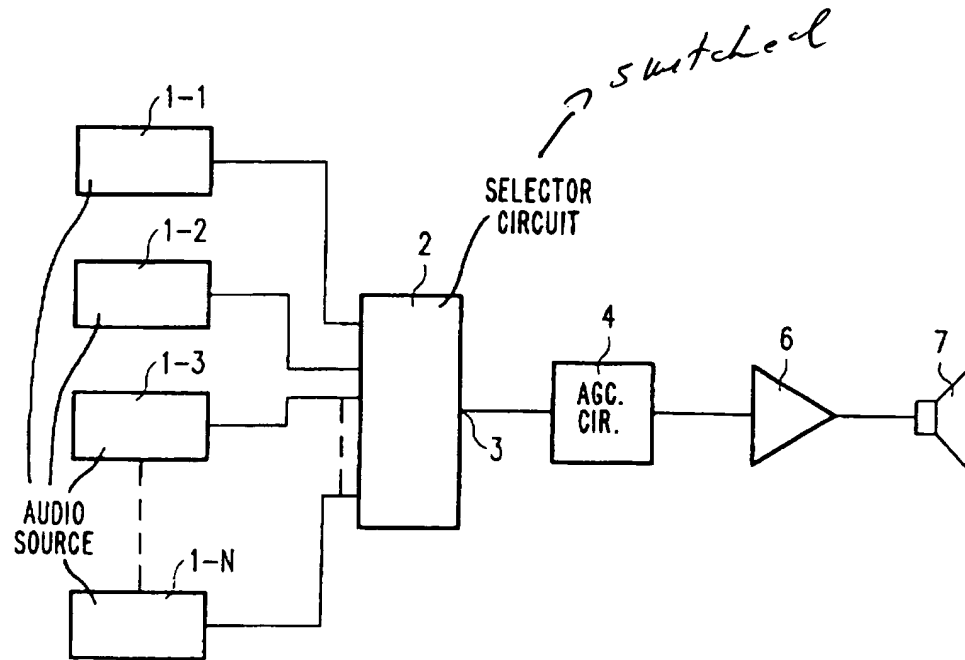 switched
1-1
SELECTOR
CIRCUIT
1-2
2
1-3
4
6
7
AGC.
CIR.
3
AUDIO
SOURCE
1-N